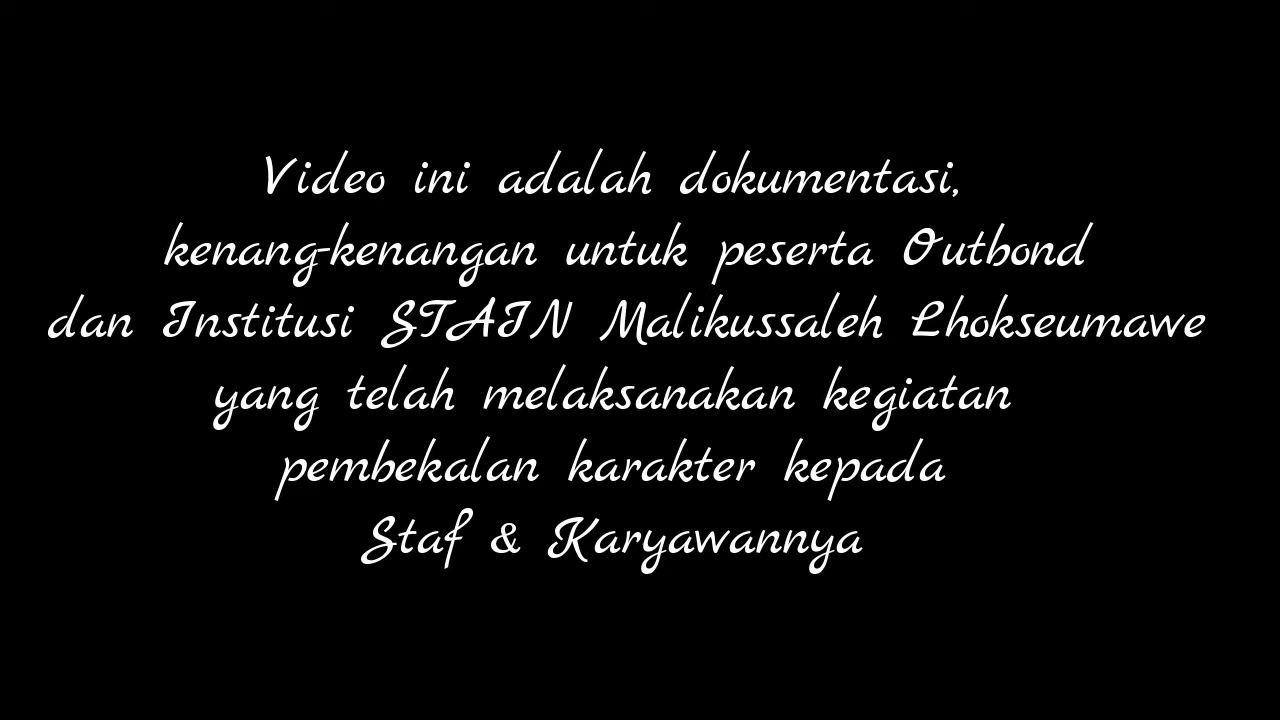 Video ini adalah dokumentasi,
kenang-kenangan untuk peserta Outbond
dan Institusi STAIN Malikussaleh Lhokseumawe
yang telah melaksanakan kegiatan
pembekalan karakter kepada
Staf & Karyawannya